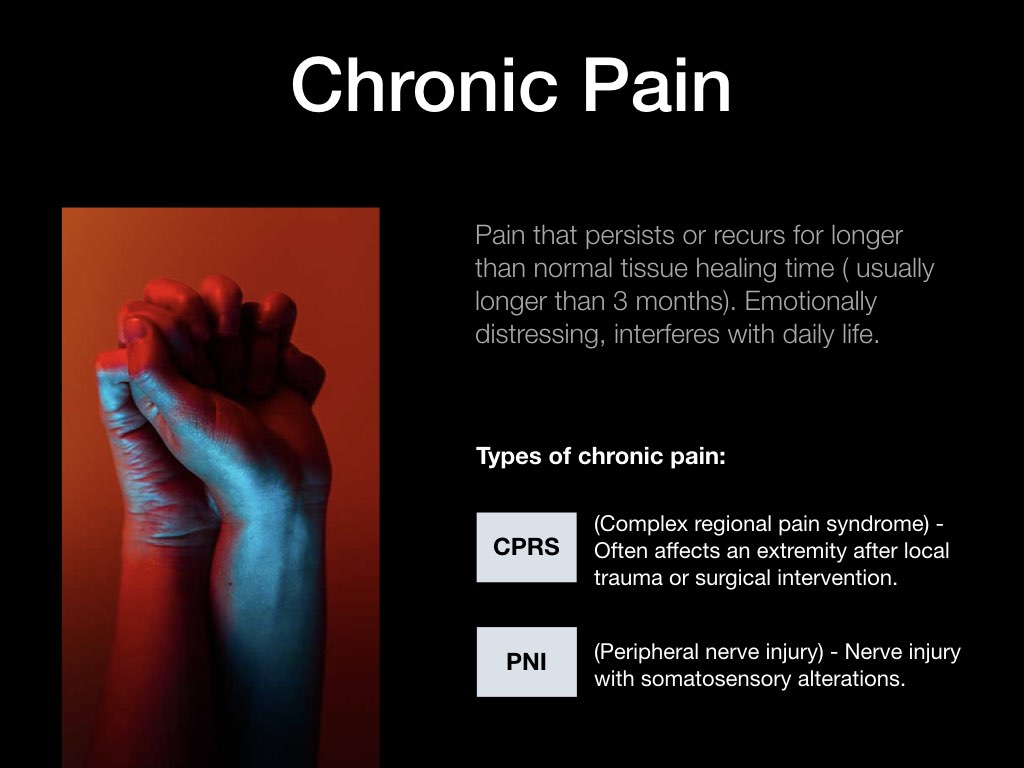 Chronic Pain
Pain that persists or recurs for longer
than normal tissue healing time ( usually
longer than 3 months). Emotionally
distressing, interferes with daily life.
Types of chronic pain:
CPRS
(Complex regional pain syndrome) -
Often affects an extremity after local
trauma or surgical intervention.
PNI
(Peripheral nerve injury) - Nerve injury
with somatosensory alterations.